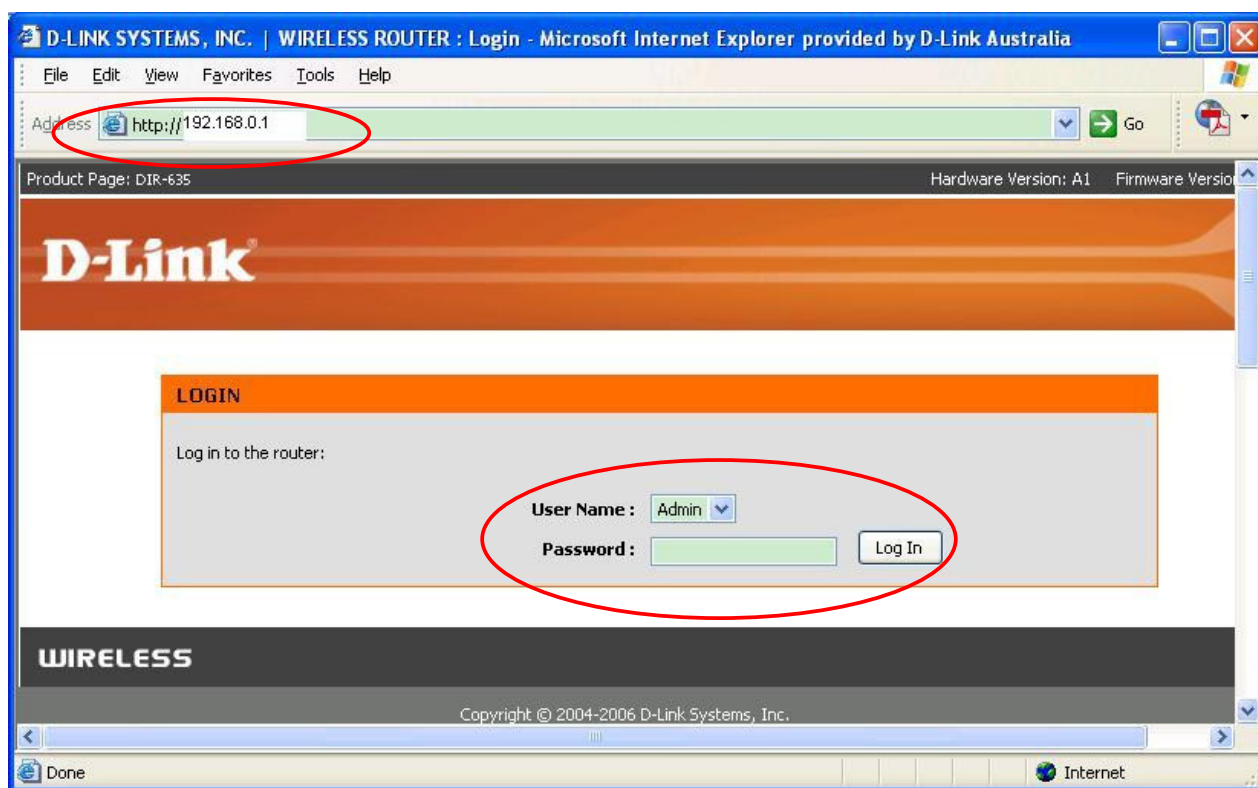 D-LINK SYSTEMS, INC. | WIRELESS ROUTER : Login - Microsoft Internet Explorer provided by D-Link Australia
File Edit View Favorites Tools Help
Address http://192.168.0.1 Go
Product Page: DIR-635 Hardware Version: A1 Firmware
D-Link®
LOGIN
Log in to the router:
User Name : Admin
Password : Log In
WIRELESS
Copyright © 2004-2006 D-Link Systems, Inc.
Done Internet